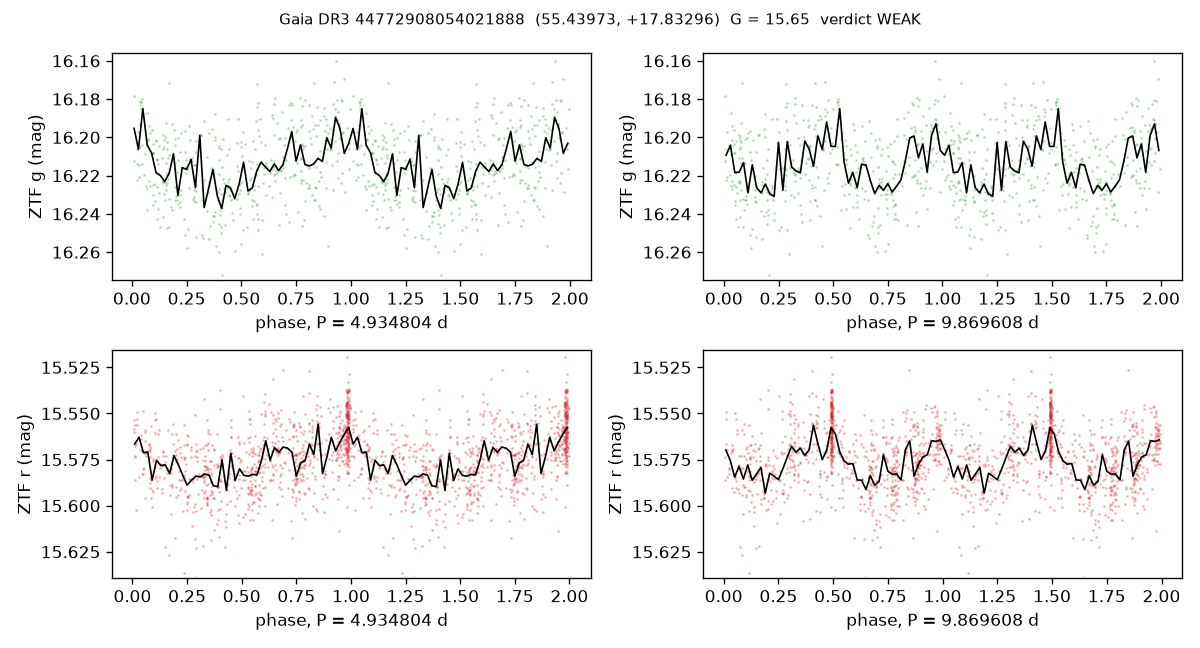 Gaia DR3 44772908054021888 (55.43973, +17.83296) G = 15.65 verdict WEAK
ZTF g (mag)
16.16
16.18
16.20
16.22
16.24
16.26
0.00 0.25 0.50 0.75 1.00 1.25 1.50 1.75 2.00
phase, P = 4.934804 d
ZTF g (mag)
16.16
16.18
16.20
16.22
16.24
16.26
0.00 0.25 0.50 0.75 1.00 1.25 1.50 1.75 2.00
phase, P = 9.869608 d
ZTF r (mag)
15.525
15.550
15.575
15.600
15.625
0.00 0.25 0.50 0.75 1.00 1.25 1.50 1.75 2.00
phase, P = 4.934804 d
ZTF r (mag)
15.525
15.550
15.575
15.600
15.625
0.00 0.25 0.50 0.75 1.00 1.25 1.50 1.75 2.00
phase, P = 9.869608 d